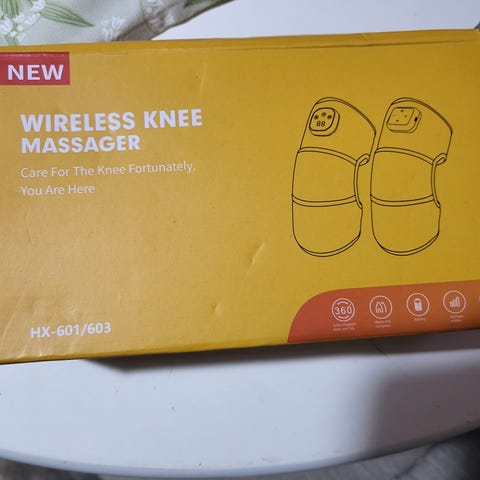 NEW
WIRELESS KNEE
MASSAGER
Care For The Knee Fortunately,
You Are Here
HX-601/603
360